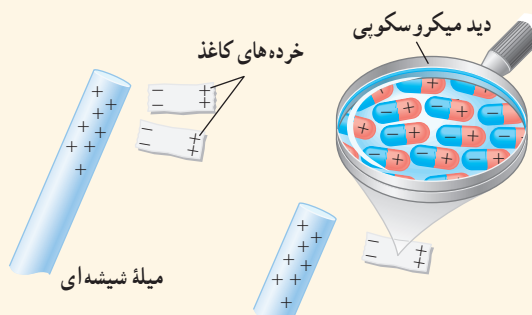 دید میکروسکوپی
خرده‌های کاغذ
میلهٔ شیشه‌ای